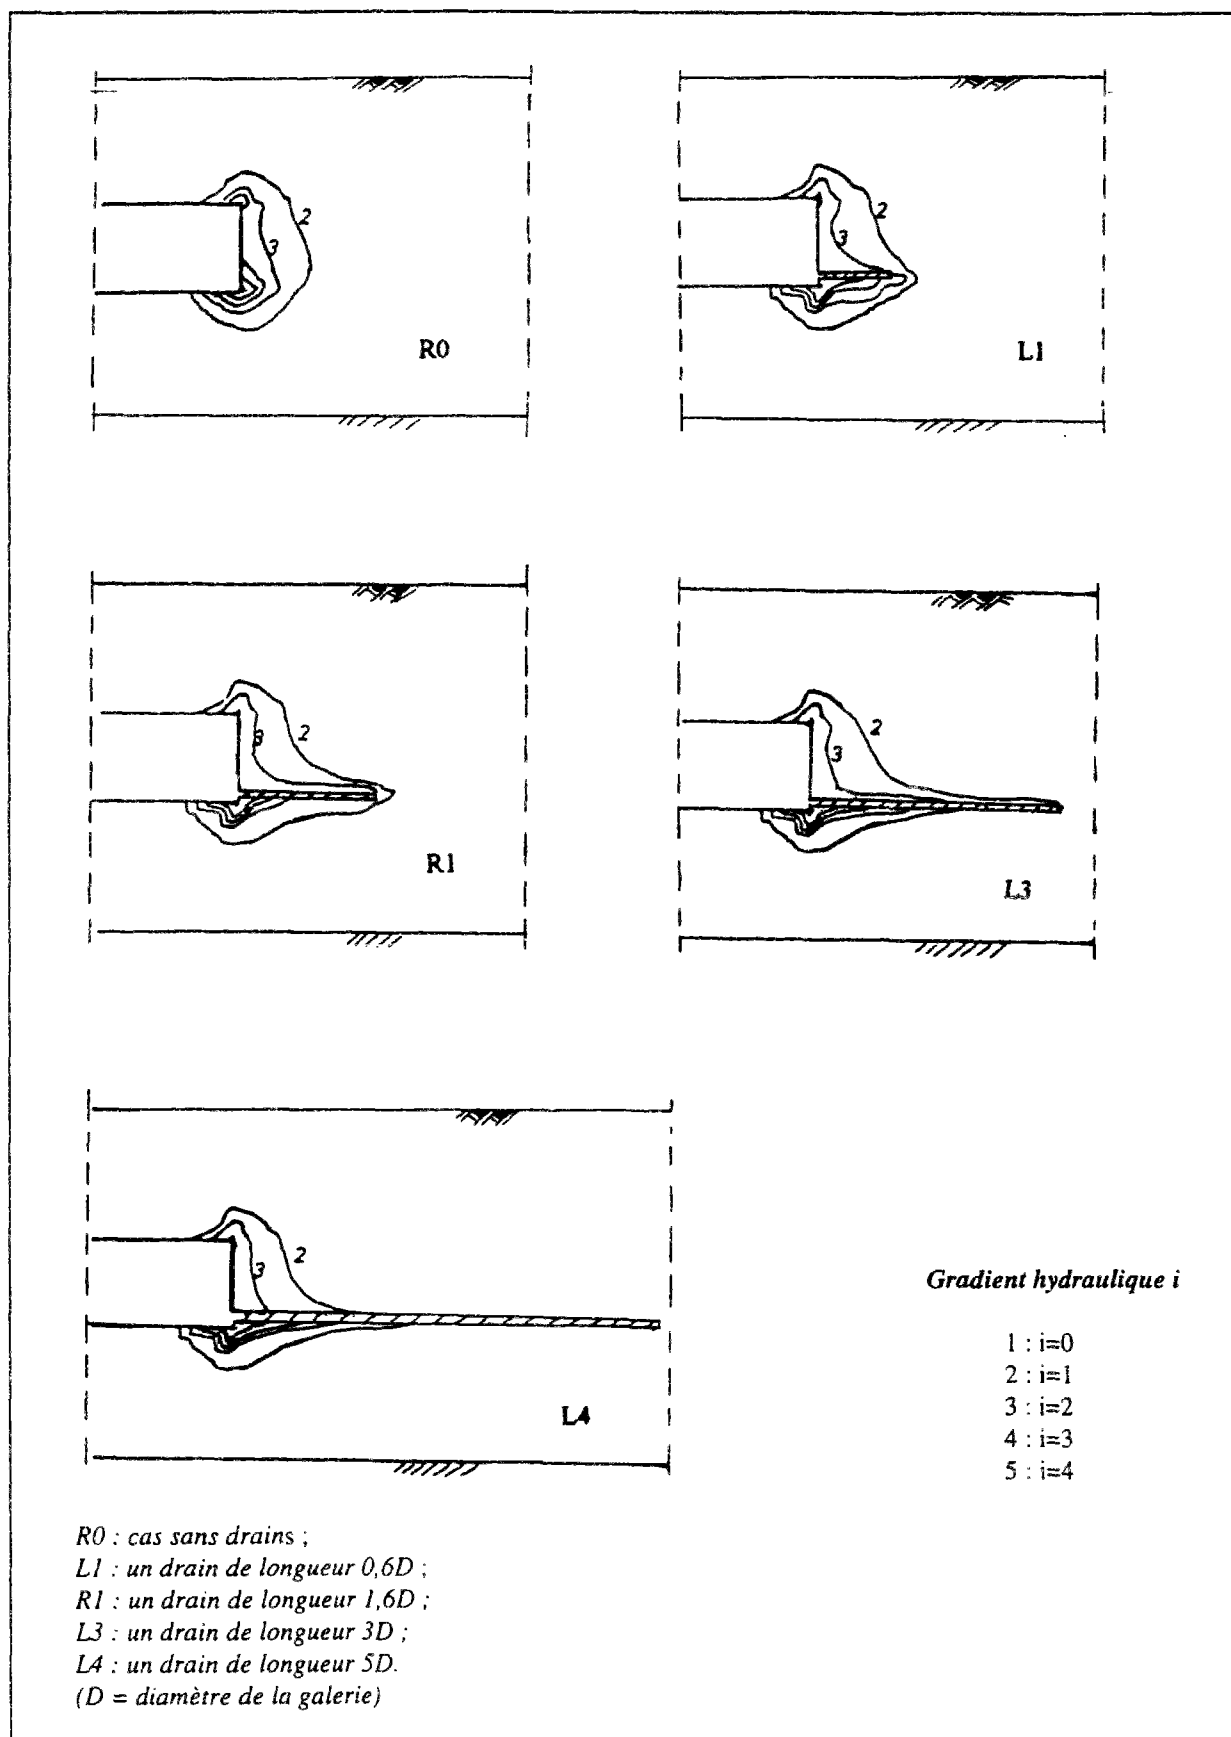 2
3
R0
2
3
L1
2
3
R1
2
3
L3
2
3
L4
Gradient hydraulique i
1 : i=0
2 : i=1
3 : i=2
4 : i=3
5 : i=4
R0 : cas sans drains ;
L1 : un drain de longueur 0,6D ;
R1 : un drain de longueur 1,6D ;
L3 : un drain de longueur 3D ;
L4 : un drain de longueur 5D.
(D = diamètre de la galerie)